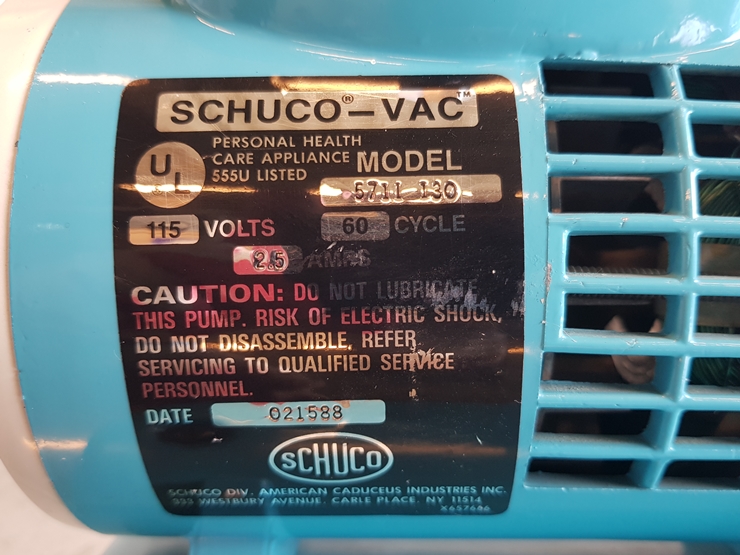 SCHUCO®–VAC™
UL
PERSONAL HEALTH
CARE APPLIANCE
555U LISTED
MODEL
5711-130
115 VOLTS 60 CYCLE
2.5 AMPS
CAUTION: DO NOT LUBRICATE
THIS PUMP. RISK OF ELECTRIC SHOCK,
DO NOT DISASSEMBLE, REFER
SERVICING TO QUALIFIED SERVICE
PERSONNEL.
DATE 021588
SCHUCO
SCHUCO DIV. AMERICAN CADUCEUS INDUSTRIES INC.
WESTBURY AVENUE. CARLE PLACE. NY 11514
X657686